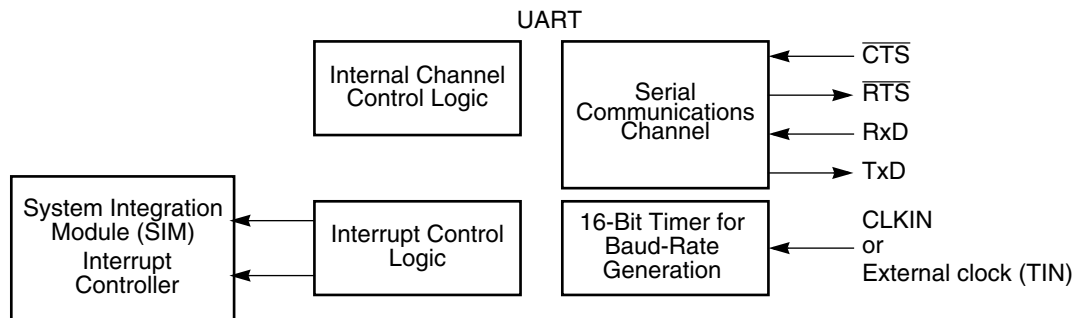 UART
Internal Channel
Control Logic
Serial
Communications
Channel
CTS
RTS
RxD
TxD
System Integration
Module (SIM)
Interrupt
Controller
Interrupt Control
Logic
16-Bit Timer for
Baud-Rate
Generation
CLKIN
or
External clock (TIN)